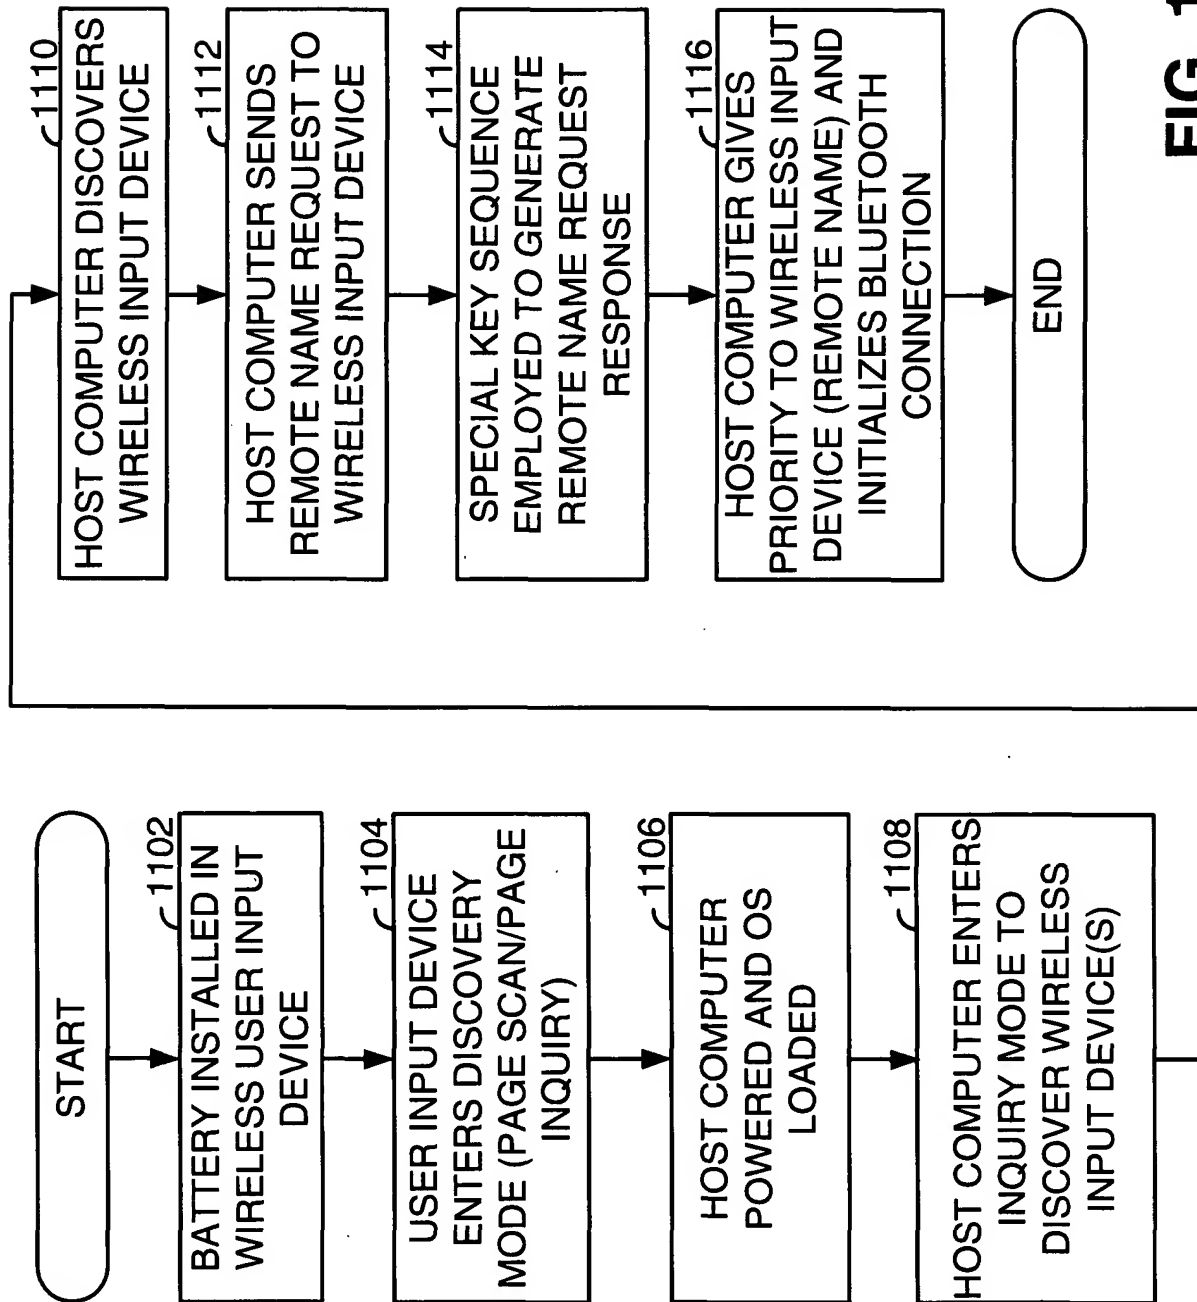 START
1102
BATTERY INSTALLED IN
WIRELESS USER INPUT
DEVICE
1104
USER INPUT DEVICE
ENTERS DISCOVERY
MODE (PAGE SCAN/PAGE
INQUIRY)
1106
HOST COMPUTER
POWERED AND OS
LOADED
1108
HOST COMPUTER ENTERS
INQUIRY MODE TO
DISCOVER WIRELESS
INPUT DEVICE(S)
1110
HOST COMPUTER DISCOVERS
WIRELESS INPUT DEVICE
1112
HOST COMPUTER SENDS
REMOTE NAME REQUEST TO
WIRELESS INPUT DEVICE
1114
SPECIAL KEY SEQUENCE
EMPLOYED TO GENERATE
REMOTE NAME REQUEST
RESPONSE
1116
HOST COMPUTER GIVES
PRIORITY TO WIRELESS INPUT
DEVICE (REMOTE NAME) AND
INITIALIZES BLUETOOTH
CONNECTION
END
FIG.